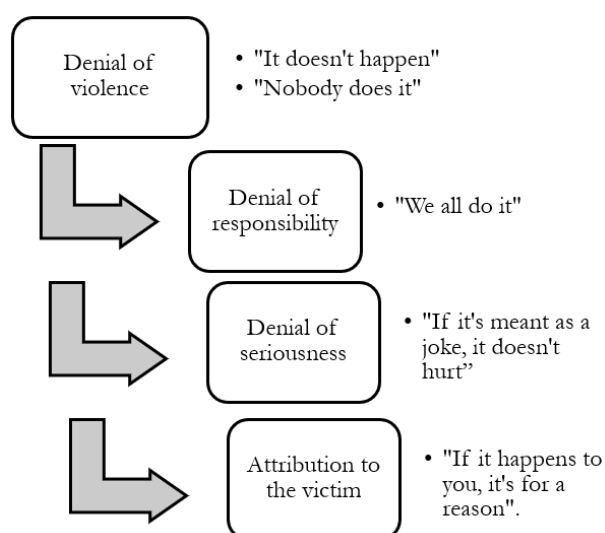 Denial of
violence
• "It doesn't happen"
• "Nobody does it"
Denial of
responsibility
• "We all do it"
Denial of
seriousness
• "If it's meant as a
joke, it doesn't
hurt”
Attribution to
the victim
• "If it happens to
you, it's for a
reason".